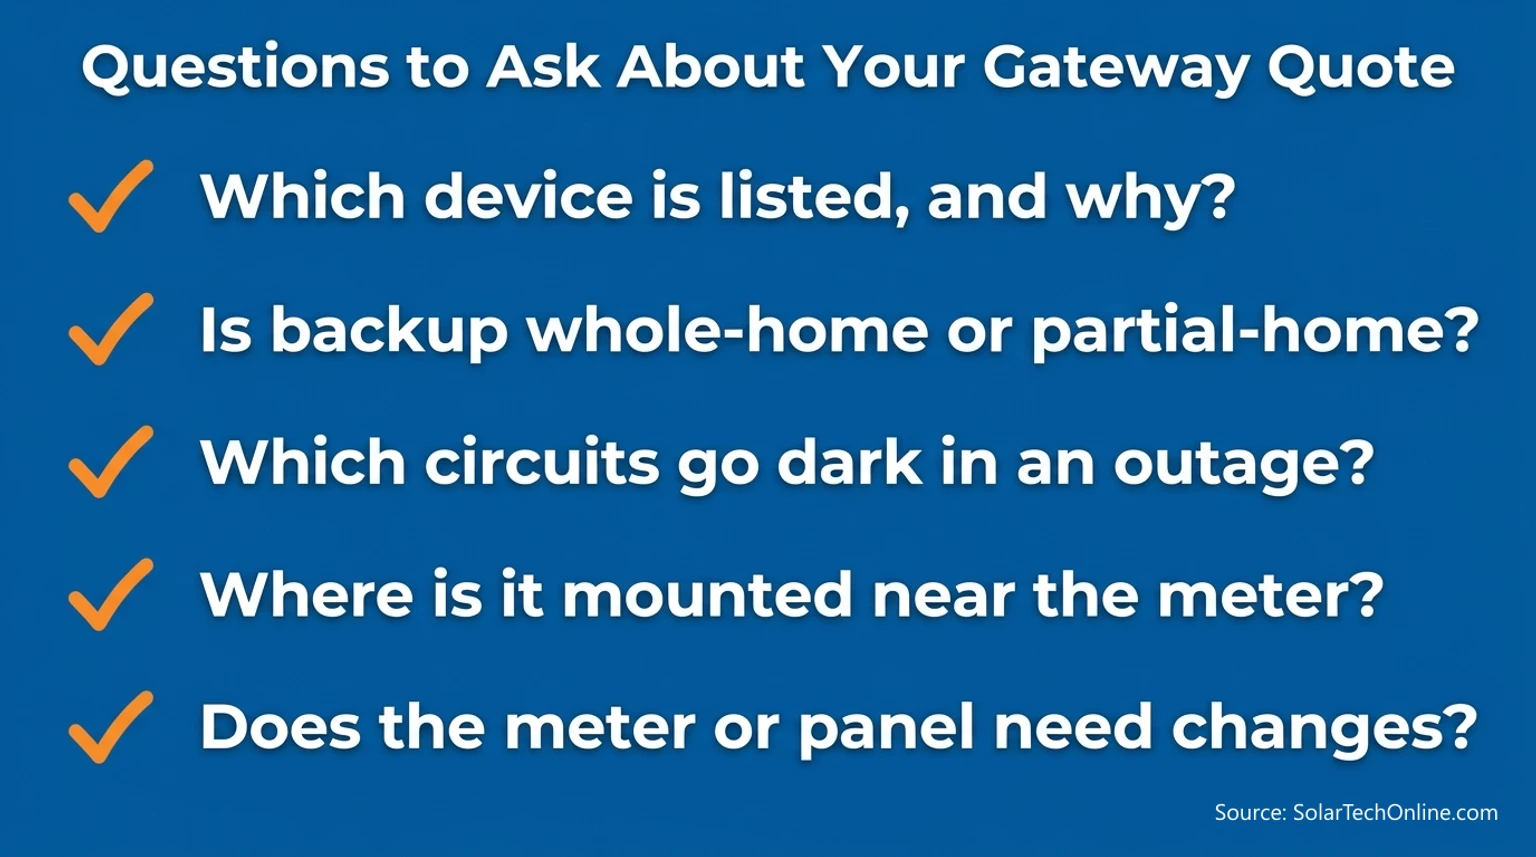 Questions to Ask About Your Gateway Quote
Which device is listed, and why?
Is backup whole-home or partial-home?
Which circuits go dark in an outage?
Where is it mounted near the meter?
Does the meter or panel need changes?
Source: SolarTechOnline.com